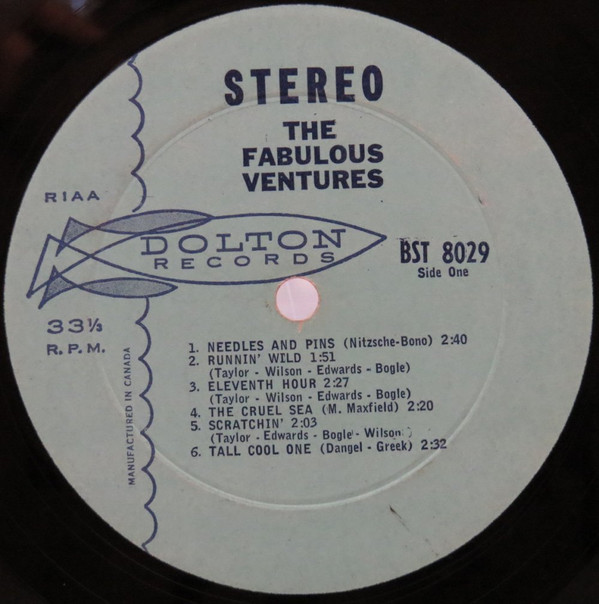 STEREO
THE
FABULOUS
VENTURES
RIAA
DOLTON
RECORDS
BST 8029
Side One
33⅓
R.P.M.
MANUFACTURED IN CANADA
1. NEEDLES AND PINS (Nitzsche-Bono) 2:40
2. RUNNIN' WILD 1:51
(Taylor - Wilson - Edwards - Bogle)
3. ELEVENTH HOUR 2:27
(Taylor - Wilson - Edwards - Bogle)
4. THE CRUEL SEA (M. Maxfield) 2:20
5. SCRATCHIN' 2:03
(Taylor - Edwards - Bogle - Wilson)
6. TALL COOL ONE (Dangel - Greek) 2:32